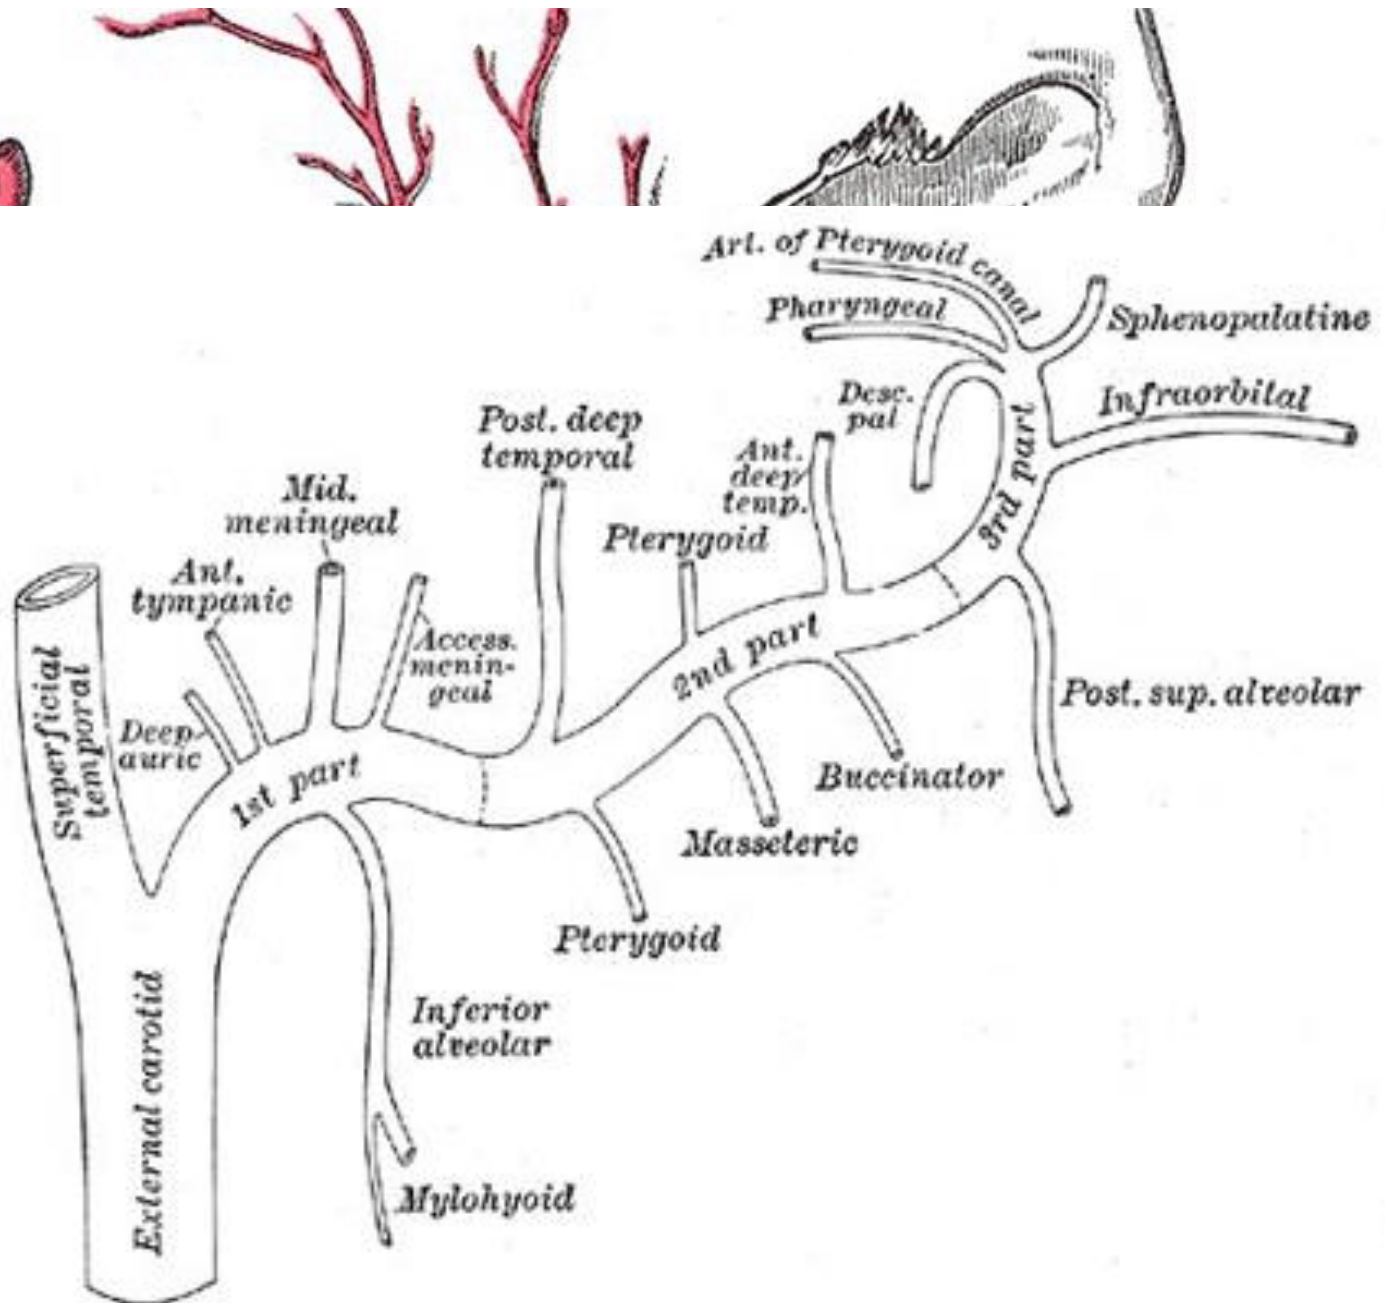 Art. of Pterygoid canal
Pharyngeal
Sphenopalatine
Desc.
pal
Infraorbital
Post. deep
temporal
Ant.
deep
temp.
3rd part
Mid.
meningeal
Pterygoid
Ant.
tympanic
Access.
menin-
geal
2nd part
Superficial
temporal
Deep
auric
1st part
Post. sup. alveolar
Buccinator
Masseteric
Pterygoid
External carotid
Inferior
alveolar
Mylohyoid